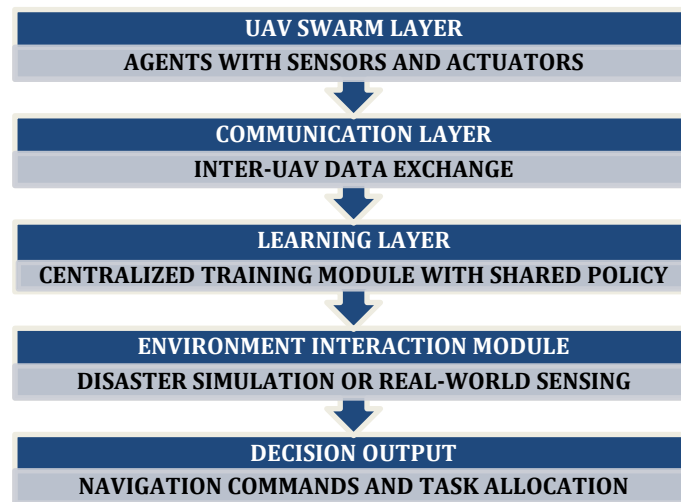 UAV SWARM LAYER
AGENTS WITH SENSORS AND ACTUATORS
COMMUNICATION LAYER
INTER-UAV DATA EXCHANGE
LEARNING LAYER
CENTRALIZED TRAINING MODULE WITH SHARED POLICY
ENVIRONMENT INTERACTION MODULE
DISASTER SIMULATION OR REAL-WORLD SENSING
DECISION OUTPUT
NAVIGATION COMMANDS AND TASK ALLOCATION